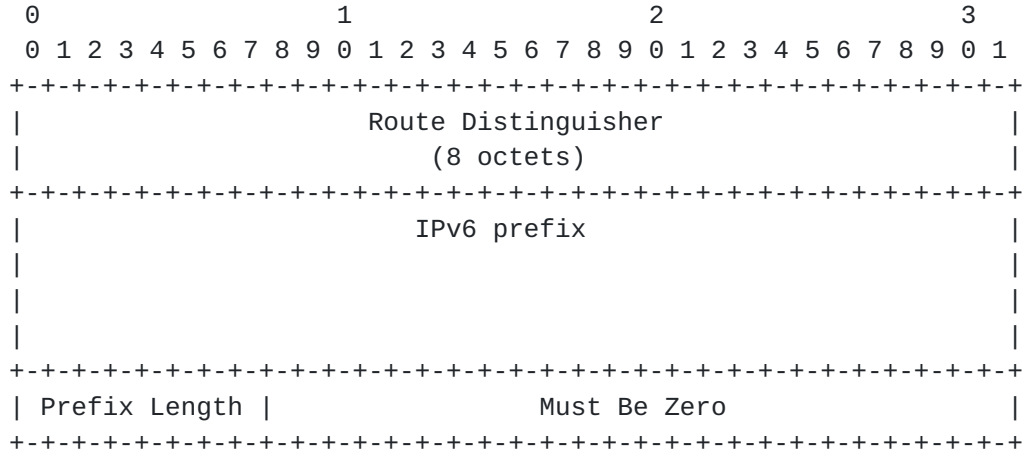 0                   1                   2                   3
0 1 2 3 4 5 6 7 8 9 0 1 2 3 4 5 6 7 8 9 0 1 2 3 4 5 6 7 8 9 0 1
+-+-+-+-+-+-+-+-+-+-+-+-+-+-+-+-+-+-+-+-+-+-+-+-+-+-+-+-+-+-+-+-+
|                      Route Distinguisher                      |
|                          (8 octets)                           |
+-+-+-+-+-+-+-+-+-+-+-+-+-+-+-+-+-+-+-+-+-+-+-+-+-+-+-+-+-+-+-+-+
|                         IPv6 prefix                           |
|                                                               |
|                                                               |
|                                                               |
+-+-+-+-+-+-+-+-+-+-+-+-+-+-+-+-+-+-+-+-+-+-+-+-+-+-+-+-+-+-+-+-+
| Prefix Length |                 Must Be Zero                  |
+-+-+-+-+-+-+-+-+-+-+-+-+-+-+-+-+-+-+-+-+-+-+-+-+-+-+-+-+-+-+-+-+